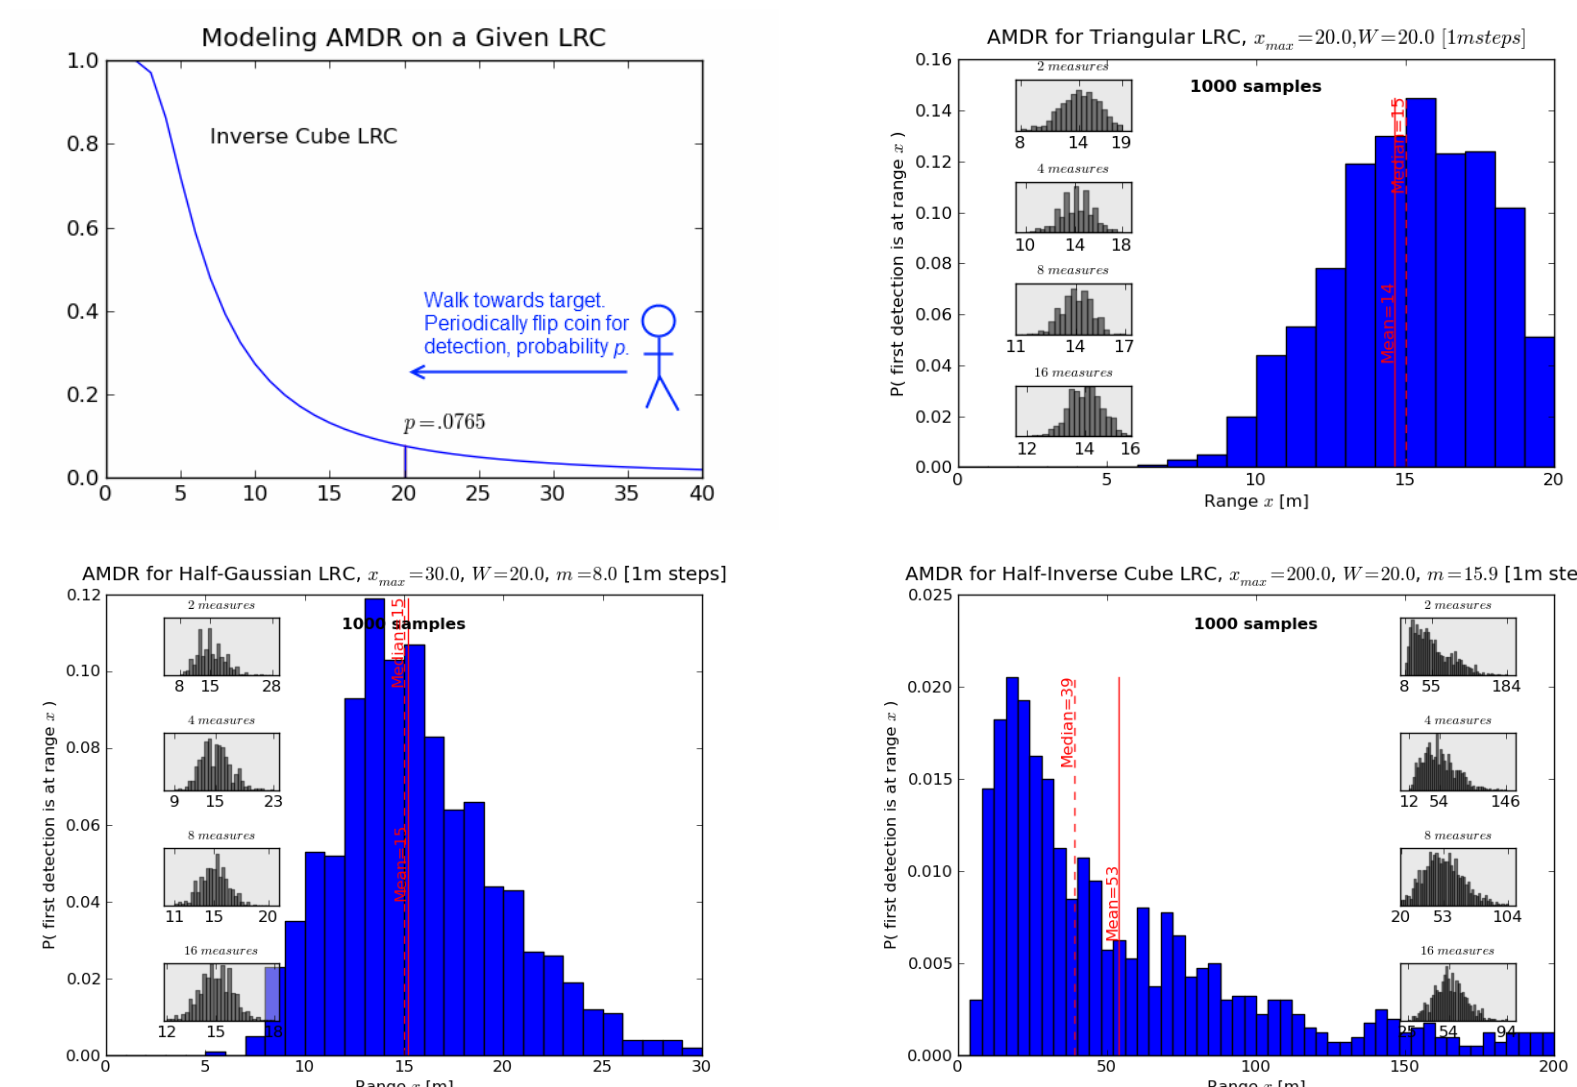 Modeling AMDR on a Given LRC
1.0
0.8
0.6
0.4
0.2
0.0
Inverse Cube LRC
Walk towards target.
Periodically flip coin for
detection, probability p.
p=.0765
0 5 10 15 20 25 30 35 40
AMDR for Triangular LRC, x_max=20.0,W=20.0 [1msteps]
P( first detection is at range x )
0.16
0.14
0.12
0.10
0.08
0.06
0.04
0.02
0.00
1000 samples
2 measures
8 14 19
4 measures
10 14 18
8 measures
11 14 17
16 measures
12 14 16
Median=15
Mean=14
0 5 10 15 20
Range x [m]
AMDR for Half-Gaussian LRC, x_max=30.0, W=20.0, m=8.0 [1m steps]
P( first detection is at range x )
0.12
0.10
0.08
0.06
0.04
0.02
0.00
1000 samples
2 measures
8 15 28
4 measures
9 15 23
8 measures
11 15 20
16 measures
12 15 18
Median=15
Mean=15
0 5 10 15 20 25 30
Range x [m]
AMDR for Half-Inverse Cube LRC, x_max=200.0, W=20.0, m=15.9 [1m ste
P( first detection is at range x )
0.025
0.020
0.015
0.010
0.005
0.000
1000 samples
Median=39
Mean=53
2 measures
8 55 184
4 measures
12 54 146
8 measures
20 53 104
16 measures
25 54 94
0 50 100 150 200
Range x [m]